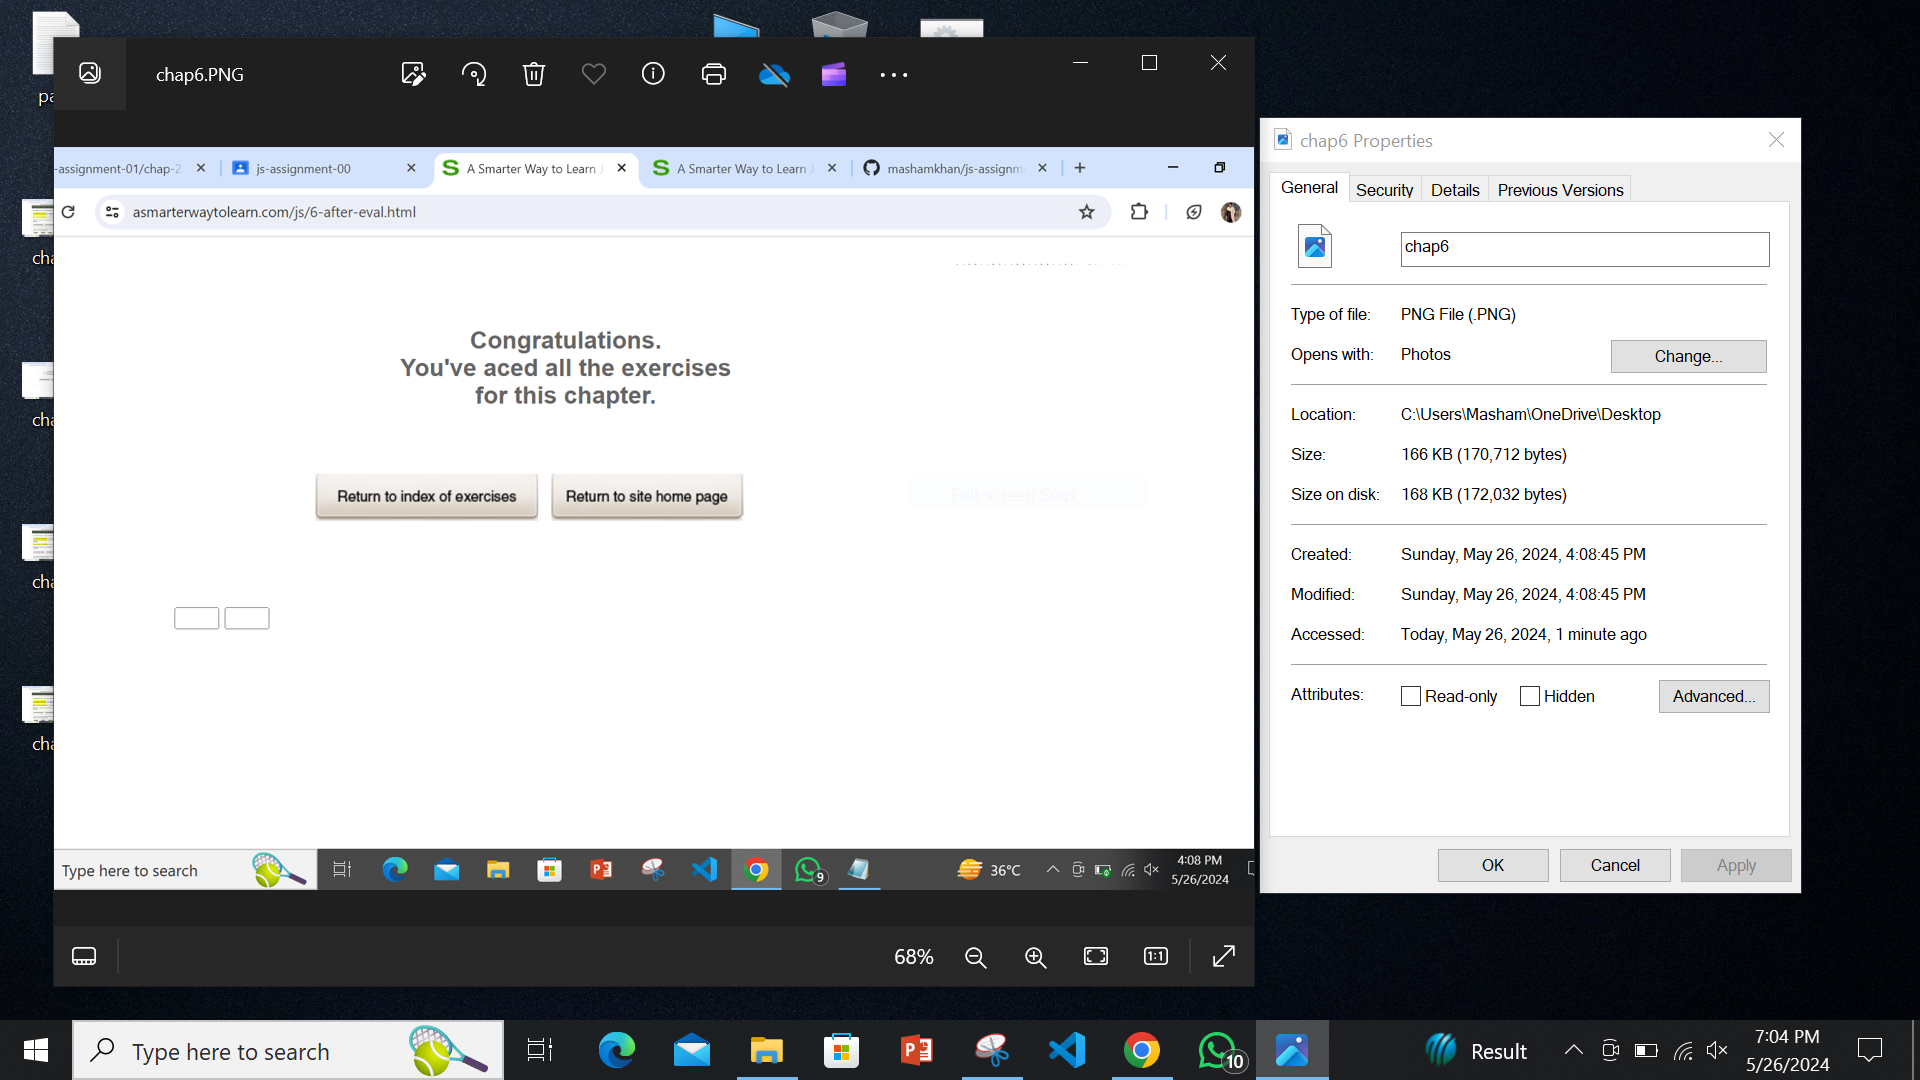 pa
cha
cha
cha
cha
chap6.PNG
-assignment-01/chap-2
js-assignment-00
A Smarter Way to Learn J
A Smarter Way to Learn J
mashamkhan/js-assignm
asmarterwaytolearn.com/js/6-after-eval.html
Congratulations.
You've aced all the exercises
for this chapter.
Return to index of exercises
Return to site home page
Full-screen Snip
Type here to search
9
36°C
4:08 PM
5/26/2024
68%
1:1
chap6 Properties
General
Security
Details
Previous Versions
chap6
Type of file: PNG File (.PNG)
Opens with: Photos
Change...
Location: C:\Users\Masham\OneDrive\Desktop
Size: 166 KB (170,712 bytes)
Size on disk: 168 KB (172,032 bytes)
Created: Sunday, May 26, 2024, 4:08:45 PM
Modified: Sunday, May 26, 2024, 4:08:45 PM
Accessed: Today, May 26, 2024, 1 minute ago
Attributes: Read-only Hidden
Advanced...
OK
Cancel
Apply
Type here to search
10
Result
7:04 PM
5/26/2024